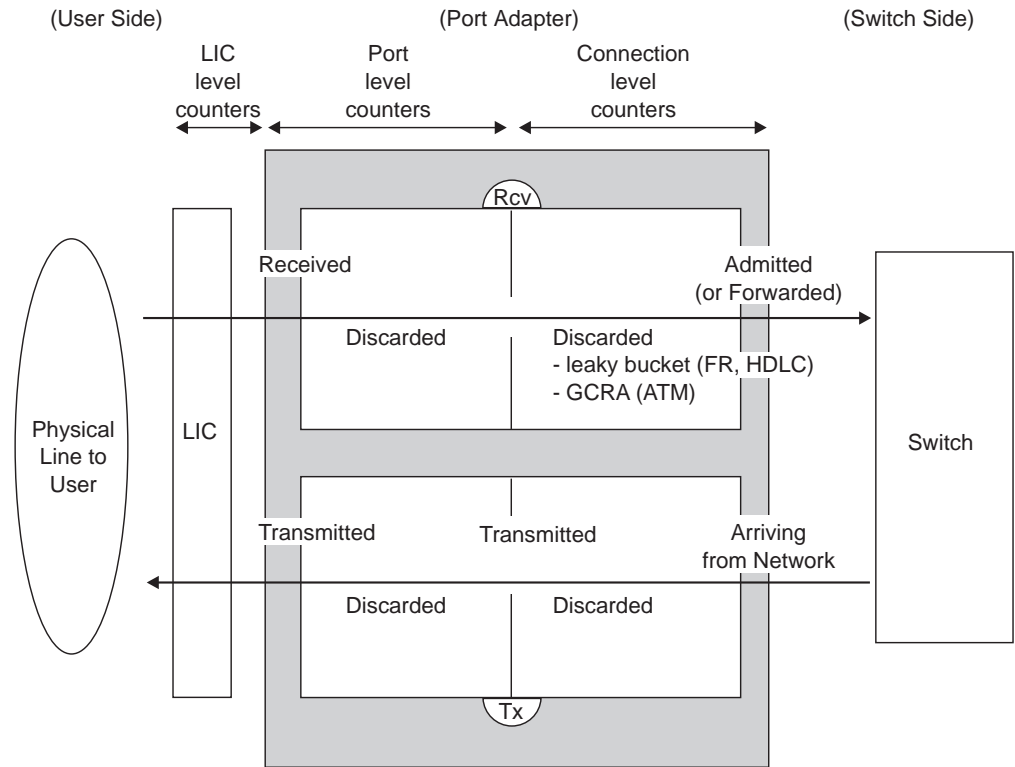 (User Side)
(Port Adapter)
(Switch Side)
LIC
level
counters
Port
level
counters
Connection
level
counters
Rcv
Received
Admitted
(or Forwarded)
Discarded
Discarded
- leaky bucket (FR, HDLC)
- GCRA (ATM)
Physical
Line to
User
LIC
Switch
Transmitted
Transmitted
Arriving
from Network
Discarded
Discarded
Tx